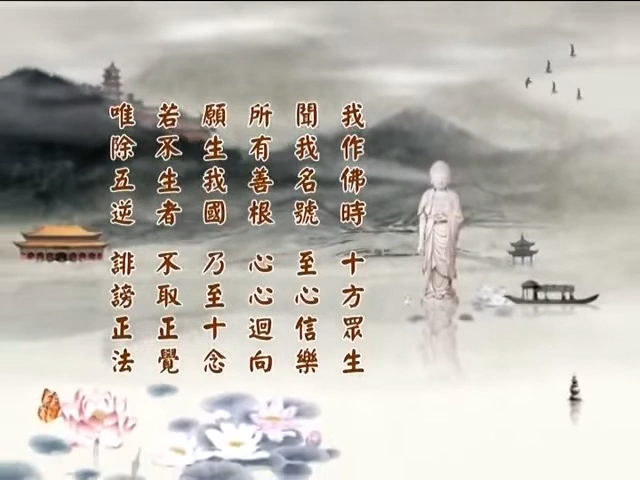 我作佛時 十方眾生
聞我名號 至心信樂
所有善根 心心迴向
願生我國 乃至十念
若不生者 不取正覺
唯除五逆 誹謗正法